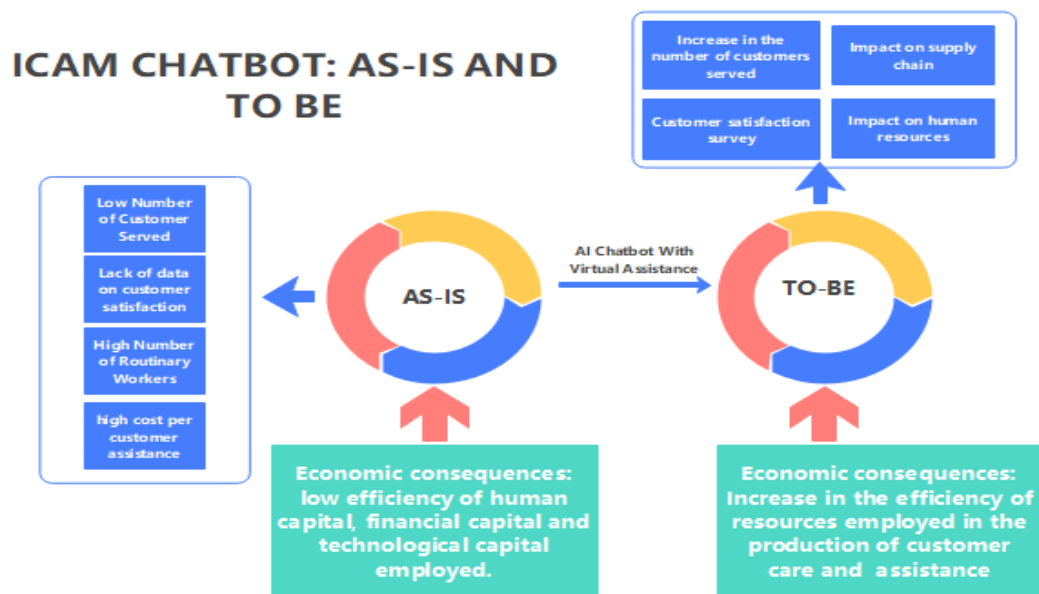 ICAM CHATBOT: AS-IS AND
TO BE
Increase in the
number of customers
served
Impact on supply
chain
Customer satisfaction
survey
Impact on human
resources
Low Number
of Customer
Served
Lack of data
on customer
satisfaction
High Number
of Routinary
Workers
high cost per
customer
assistance
AS-IS
AI Chatbot With
Virtual Assistance
TO-BE
Economic consequences:
low efficiency of human
capital, financial capital and
technological capital
employed.
Economic consequences:
Increase in the efficiency of
resources employed in the
production of customer
care and assistance